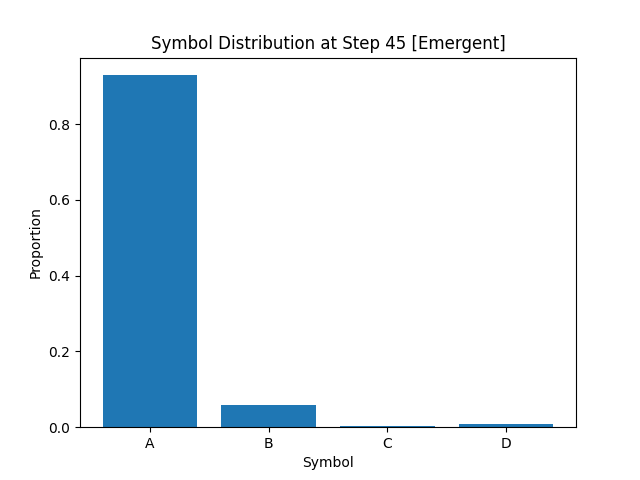 Symbol Distribution at Step 45 [Emergent]
Proportion
0.8
0.6
0.4
0.2
0.0
A B C D
Symbol